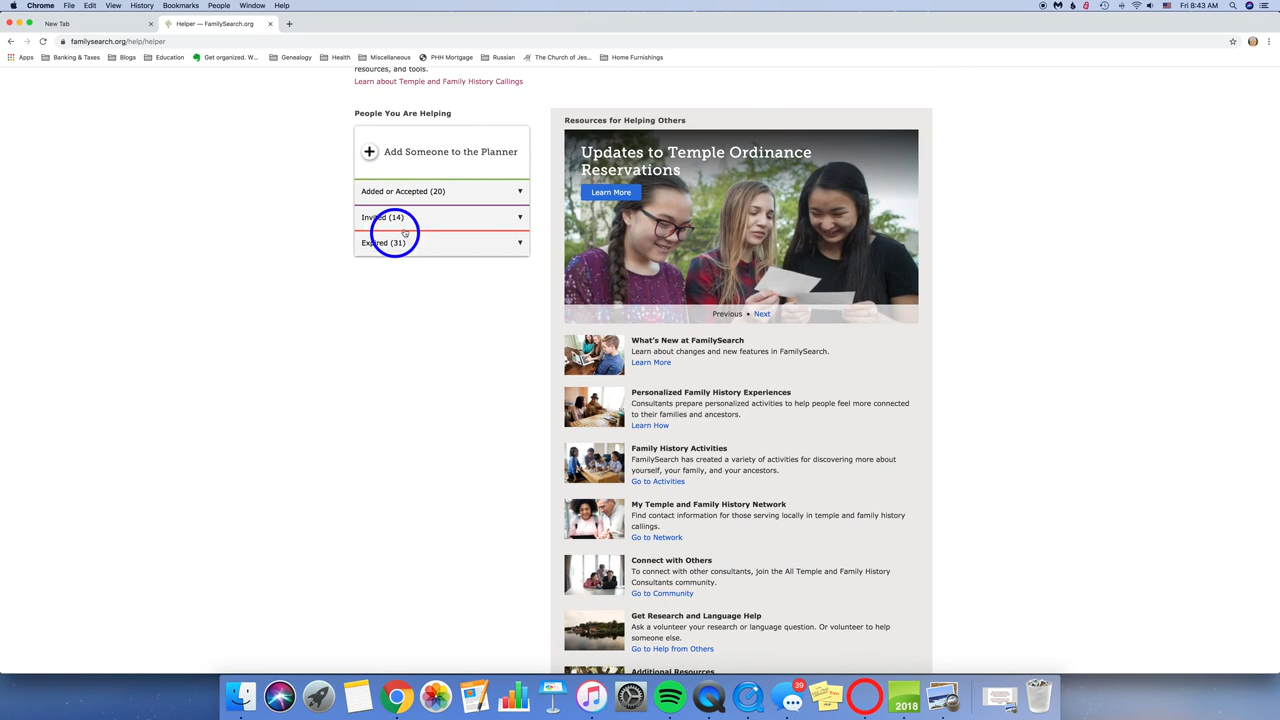 Chrome File Edit View History Bookmarks People Window Help Fri 8:43 AM
New Tab Helper — FamilySearch.org
familysearch.org/help/helper
Apps Banking & Taxes Blogs Education Get organized. W... Genealogy Health Miscellaneous PHH Mortgage Russian The Church of Jes... Home Furnishings
resources, and tools.
Learn about Temple and Family History Callings
People You Are Helping
Add Someone to the Planner
Added or Accepted (20)
Invited (14)
Expired (31)
Resources for Helping Others
Updates to Temple Ordinance
Reservations
Learn More
Previous • Next
What's New at FamilySearch
Learn about changes and new features in FamilySearch.
Learn More
Personalized Family History Experiences
Consultants prepare personalized activities to help people feel more connected
to their families and ancestors.
Learn How
Family History Activities
FamilySearch has created a variety of activities for discovering more about
yourself, your family, and your ancestors.
Go to Activities
My Temple and Family History Network
Find contact information for those serving locally in temple and family history
callings.
Go to Network
Connect with Others
To connect with other consultants, join the All Temple and Family History
Consultants community.
Go to Community
Get Research and Language Help
Ask a volunteer your research or language question. Or volunteer to help
someone else.
Go to Help from Others
Additional Resources
39
2018